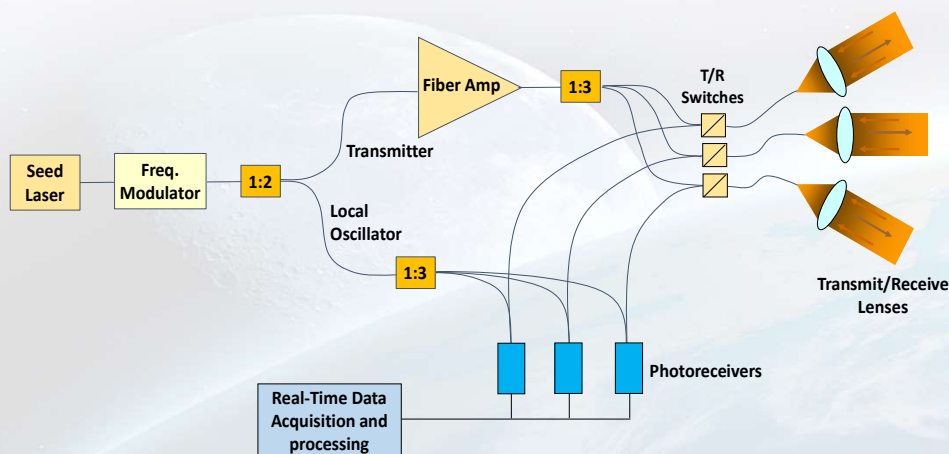 Fiber Amp
1:3
T/R
Switches
Transmitter
Seed
Laser
Freq.
Modulator
1:2
Local
Oscillator
1:3
Transmit/Receive
Lenses
Photoreceivers
Real-Time Data
Acquisition and
processing